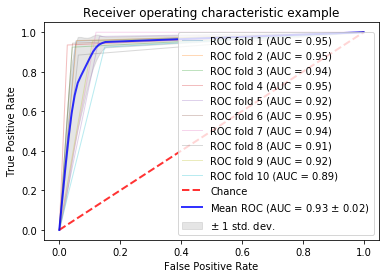 Receiver operating characteristic example
True Positive Rate
1.0
0.8
0.6
0.4
0.2
0.0
ROC fold 1 (AUC = 0.95)
ROC fold 2 (AUC = 0.95)
ROC fold 3 (AUC = 0.94)
ROC fold 4 (AUC = 0.95)
ROC fold 5 (AUC = 0.92)
ROC fold 6 (AUC = 0.95)
ROC fold 7 (AUC = 0.94)
ROC fold 8 (AUC = 0.91)
ROC fold 9 (AUC = 0.92)
ROC fold 10 (AUC = 0.89)
Chance
Mean ROC (AUC = 0.93 ± 0.02)
± 1 std. dev.
0.0 0.2 0.4 0.6 0.8 1.0
False Positive Rate